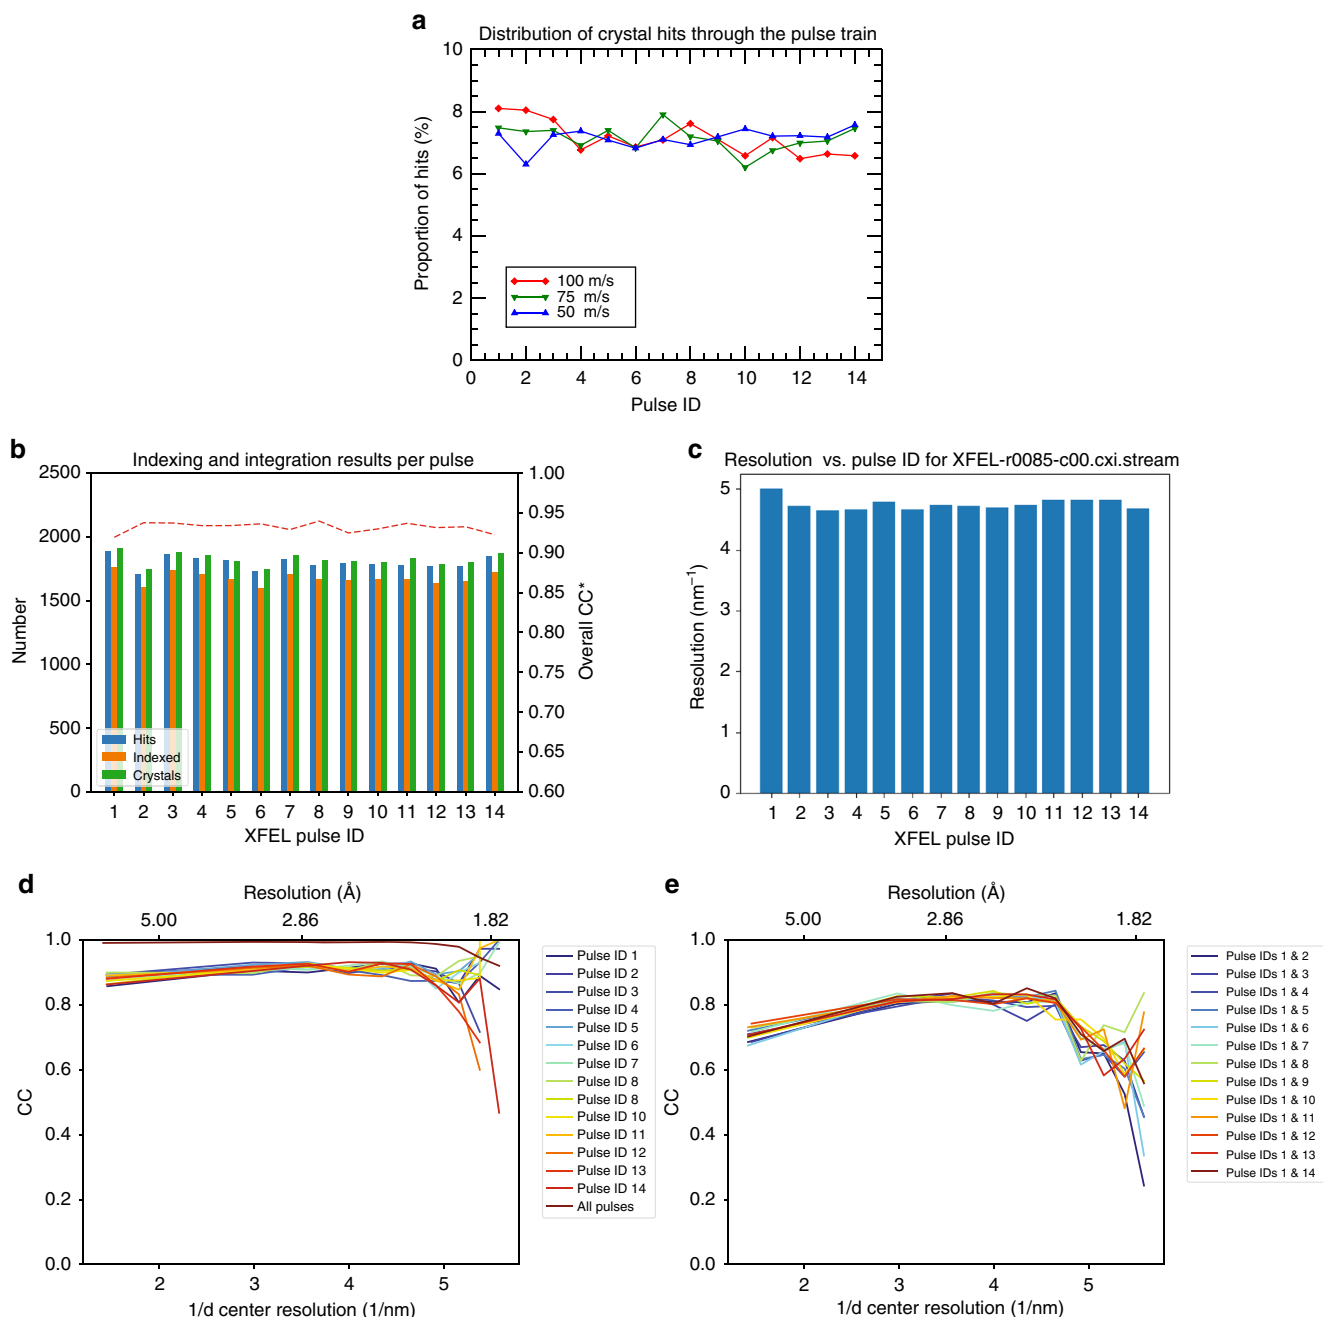 a
Distribution of crystal hits through the pulse train
10
8
6
4
2
0
Proportion of hits (%)
100 m/s
75 m/s
50 m/s
0 2 4 6 8 10 12 14
Pulse ID
b
Indexing and integration results per pulse
2500
2000
1500
1000
500
0
Number
1.00
0.95
0.90
0.85
0.80
0.75
0.70
0.65
0.60
Overall CC*
Hits
Indexed
Crystals
1 2 3 4 5 6 7 8 9 10 11 12 13 14
XFEL pulse ID
c
Resolution vs. pulse ID for XFEL-r0085-c00.cxi.stream
5
4
3
2
1
0
Resolution (nm⁻¹)
1 2 3 4 5 6 7 8 9 10 11 12 13 14
XFEL pulse ID
d
Resolution (Å)
5.00 2.86 1.82
1.0
0.8
0.6
0.4
0.2
0.0
CC
2 3 4 5
1/d center resolution (1/nm)
Pulse ID 1
Pulse ID 2
Pulse ID 3
Pulse ID 4
Pulse ID 5
Pulse ID 6
Pulse ID 7
Pulse ID 8
Pulse ID 8
Pulse ID 10
Pulse ID 11
Pulse ID 12
Pulse ID 13
Pulse ID 14
All pulses
e
Resolution (Å)
5.00 2.86 1.82
1.0
0.8
0.6
0.4
0.2
0.0
CC
2 3 4 5
1/d center resolution (1/nm)
Pulse IDs 1 & 2
Pulse IDs 1 & 3
Pulse IDs 1 & 4
Pulse IDs 1 & 5
Pulse IDs 1 & 6
Pulse IDs 1 & 7
Pulse IDs 1 & 8
Pulse IDs 1 & 9
Pulse IDs 1 & 10
Pulse IDs 1 & 11
Pulse IDs 1 & 12
Pulse IDs 1 & 13
Pulse IDs 1 & 14